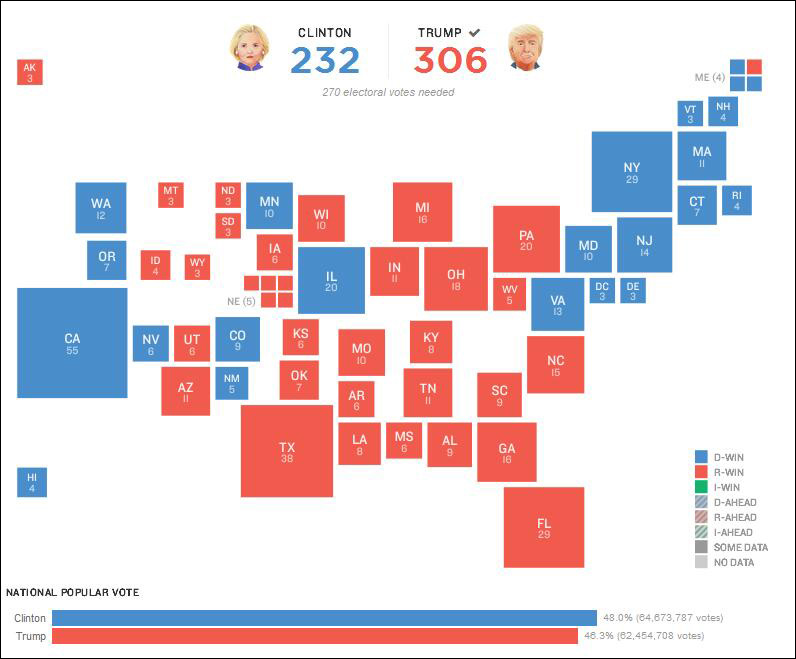 CLINTON
232
TRUMP ✓
306
270 electoral votes needed
AK
3
ME (4)
VT
3
NH
4
NY
29
MA
11
CT
7
RI
4
WA
12
MT
3
ND
3
MN
10
WI
10
MI
16
SD
3
PA
20
MD
10
NJ
14
OR
7
ID
4
WY
3
IA
6
IL
20
IN
11
OH
18
NE (5)
WV
5
VA
13
DC
3
DE
3
CA
55
NV
6
UT
6
CO
9
KS
6
MO
10
KY
8
NC
15
AZ
11
NM
5
OK
7
AR
6
TN
11
SC
9
TX
38
LA
8
MS
6
AL
9
GA
16
HI
4
FL
29
D-WIN
R-WIN
I-WIN
D-AHEAD
R-AHEAD
I-AHEAD
SOME DATA
NO DATA
NATIONAL POPULAR VOTE
Clinton 48.0% (64,673,787 votes)
Trump 46.3% (62,454,708 votes)